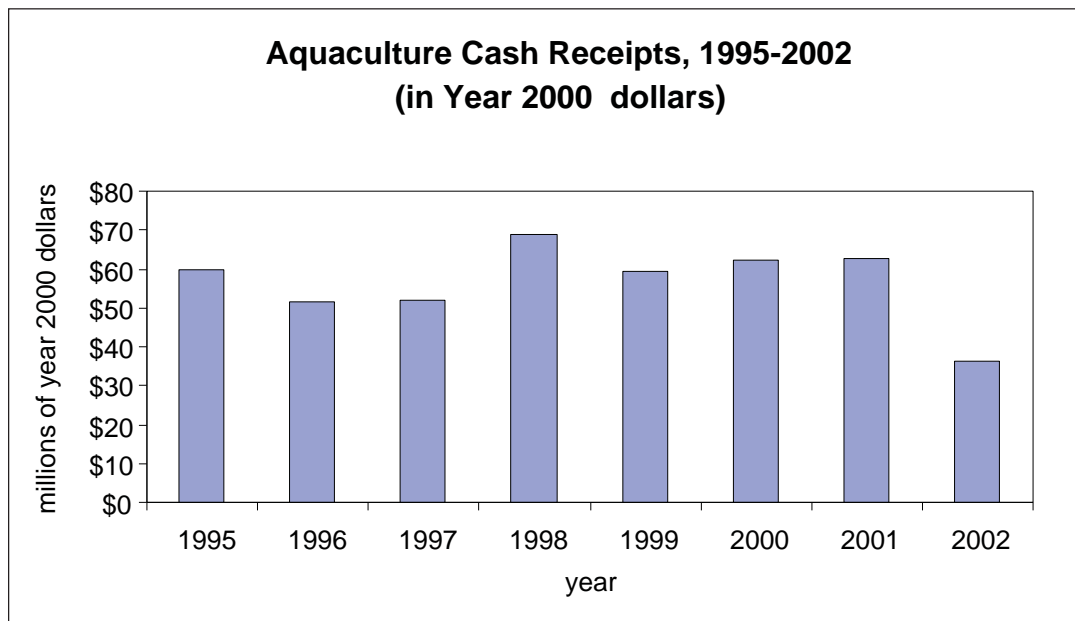 Aquaculture Cash Receipts, 1995-2002
(in Year 2000 dollars)
millions of year 2000 dollars
$80
$70
$60
$50
$40
$30
$20
$10
$0
1995 1996 1997 1998 1999 2000 2001 2002
year